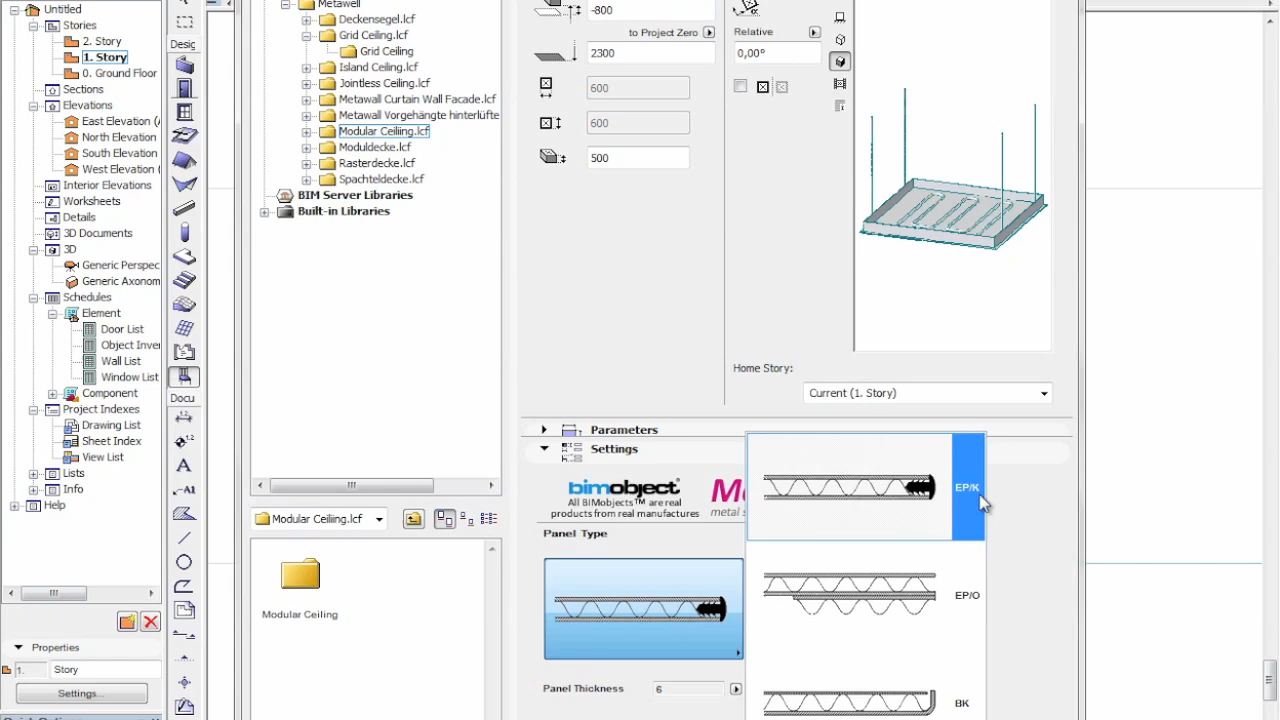 Untitled
Stories
2. Story
1. Story
0. Ground Floor
Sections
Elevations
East Elevation (A
North Elevation
South Elevation
West Elevation (
Interior Elevations
Worksheets
Details
3D Documents
3D
Generic Perspec
Generic Axonom
Schedules
Element
Door List
Object Inver
Wall List
Window List
Component
Project Indexes
Drawing List
Sheet Index
View List
Lists
Info
Help
Properties
1.
Story
Settings...
Desig
Docu
A
A1
Metawell
Deckensegel.lcf
Grid Ceiling.lcf
Grid Ceiling
Island Ceiling.lcf
Jointless Ceiling.lcf
Metawall Curtain Wall Facade.lcf
Metawall Vorgehängte hinterlüfte
Modular Ceiling.lcf
Moduldecke.lcf
Rasterdecke.lcf
Spachteldecke.lcf
BIM Server Libraries
Built-in Libraries
Modular Ceiling.lcf
Modular Ceiling
-800
to Project Zero
2300
600
600
500
Relative
0,00°
Home Story:
Current (1. Story)
Parameters
Settings
bimobject®
All BIMobjects™ are real
products from real manufactures
metal s
Panel Type
Panel Thickness
6
EP/K
EP/O
BK